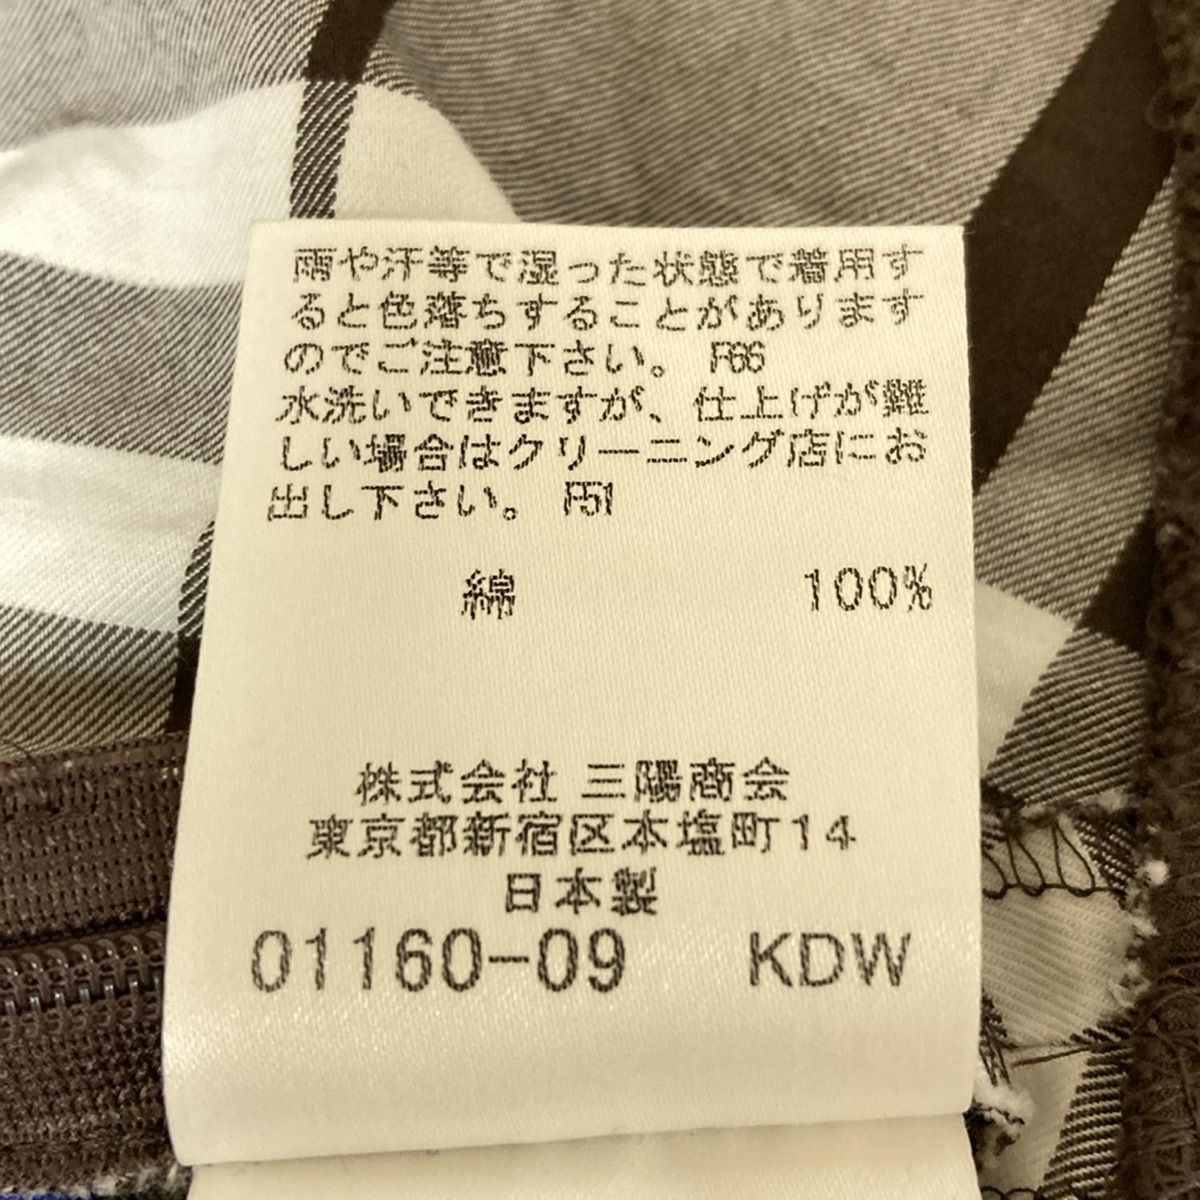 雨や汗等で湿った状態で着用す
ると色落ちすることがあります
のでご注意下さい。 F66
水洗いできますが、仕上げが難
しい場合はクリーニング店にお
出し下さい。 F51
綿 100%
株式会社 三陽商会
東京都新宿区本塩町14
日本製
01160-09 KDW